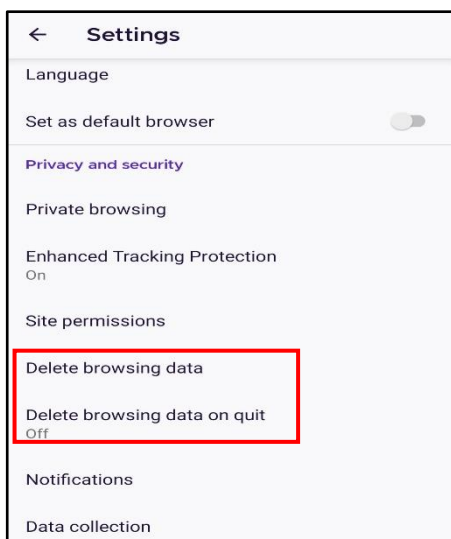 Settings
Language
Set as default browser
Privacy and security
Private browsing
Enhanced Tracking Protection
On
Site permissions
Delete browsing data
Delete browsing data on quit
Off
Notifications
Data collection